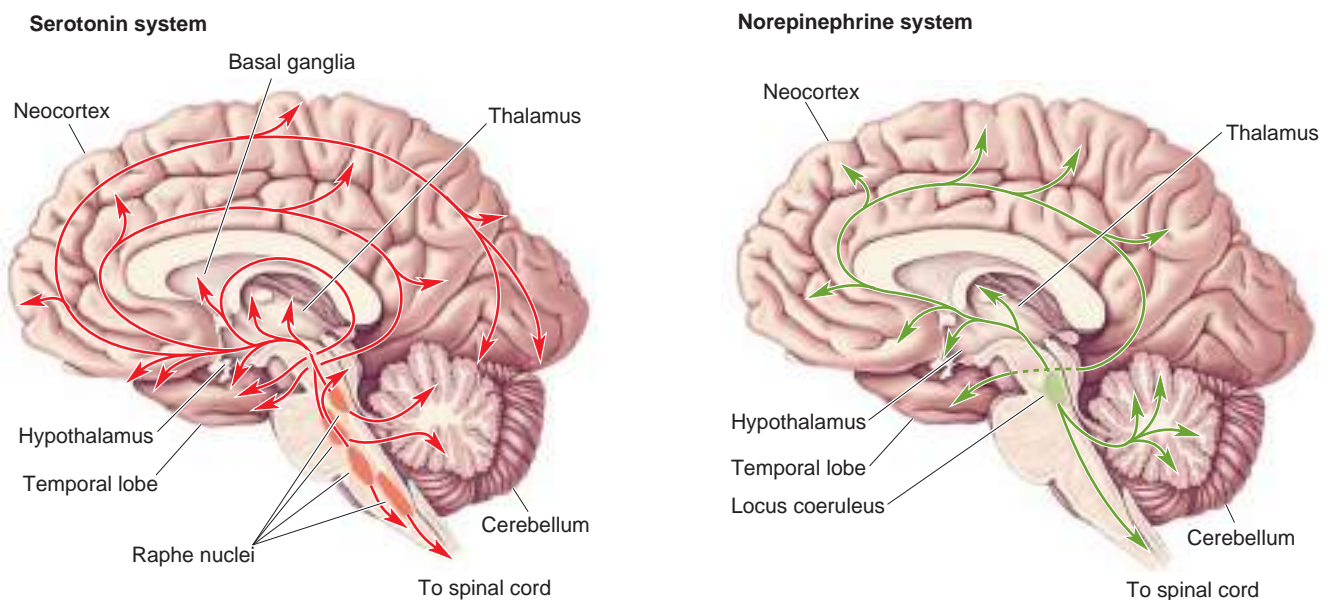 Serotonin system
Basal ganglia
Neocortex
Thalamus
Hypothalamus
Temporal lobe
Raphe nuclei
Cerebellum
To spinal cord
Norepinephrine system
Neocortex
Thalamus
Hypothalamus
Temporal lobe
Locus coeruleus
Cerebellum
To spinal cord